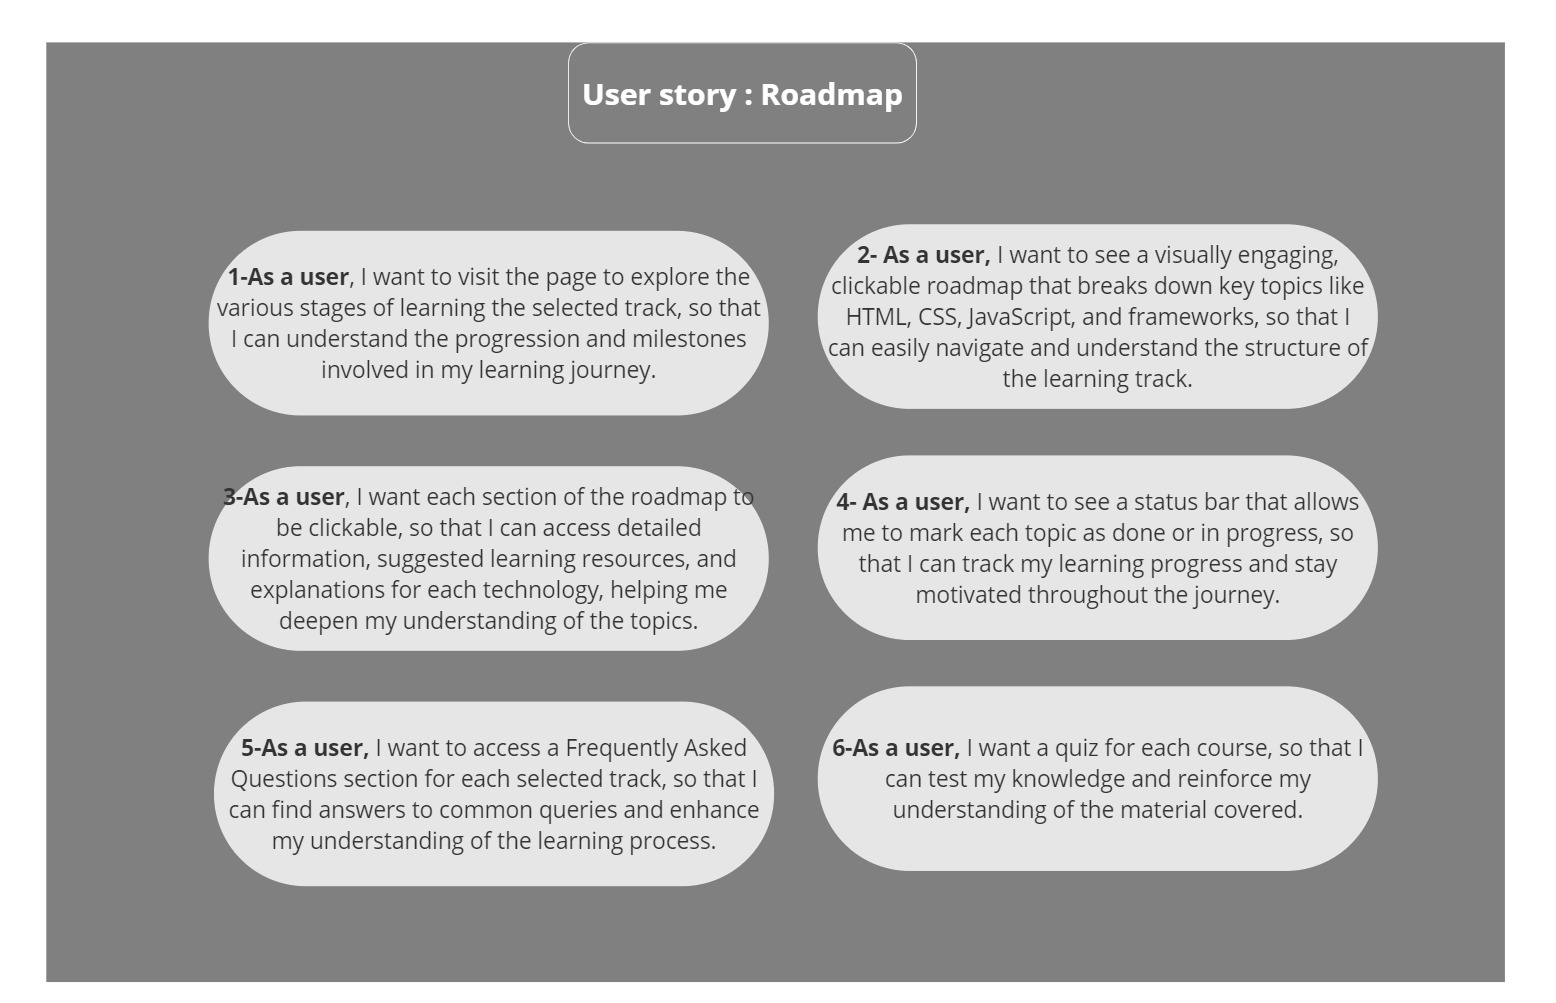 User story : Roadmap
1-As a user, I want to visit the page to explore the
various stages of learning the selected track, so that
I can understand the progression and milestones
involved in my learning journey.
2- As a user, I want to see a visually engaging,
clickable roadmap that breaks down key topics like
HTML, CSS, JavaScript, and frameworks, so that I
can easily navigate and understand the structure of
the learning track.
3-As a user, I want each section of the roadmap to
be clickable, so that I can access detailed
information, suggested learning resources, and
explanations for each technology, helping me
deepen my understanding of the topics.
4- As a user, I want to see a status bar that allows
me to mark each topic as done or in progress, so
that I can track my learning progress and stay
motivated throughout the journey.
5-As a user, I want to access a Frequently Asked
Questions section for each selected track, so that I
can find answers to common queries and enhance
my understanding of the learning process.
6-As a user, I want a quiz for each course, so that I
can test my knowledge and reinforce my
understanding of the material covered.